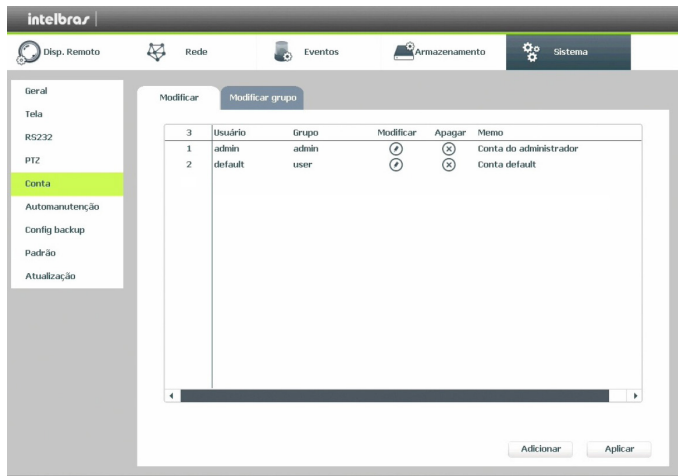 intelbras
Disp. Remoto Rede Eventos Armazenamento Sistema
Geral
Tela
RS232
PTZ
Conta
Automanutenção
Config backup
Padrão
Atualização
Modificar Modificar grupo
3 Usuário Grupo Modificar Apagar Memo
1 admin admin Conta do administrador
2 default user Conta default
Adicionar Aplicar